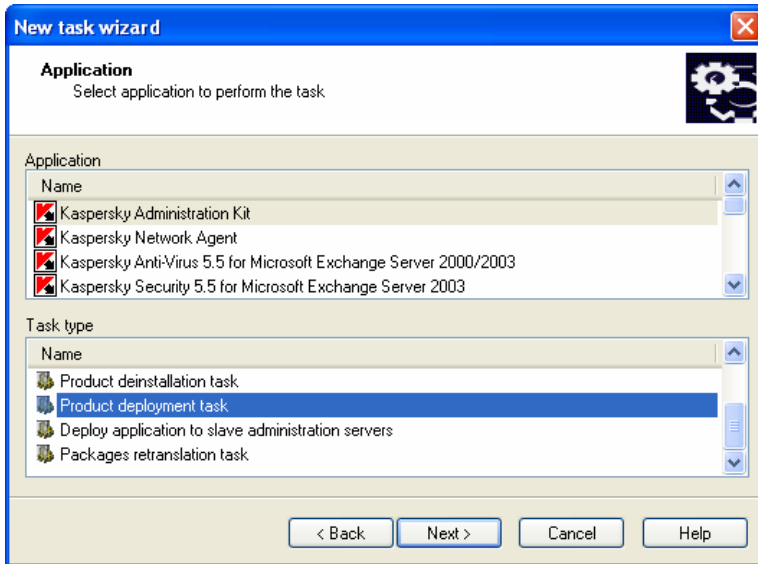 New task wizard
Application
Select application to perform the task
Application
Name
Kaspersky Administration Kit
Kaspersky Network Agent
Kaspersky Anti-Virus 5.5 for Microsoft Exchange Server 2000/2003
Kaspersky Security 5.5 for Microsoft Exchange Server 2003
Task type
Name
Product deinstallation task
Product deployment task
Deploy application to slave administration servers
Packages retranslation task
< Back Next > Cancel Help